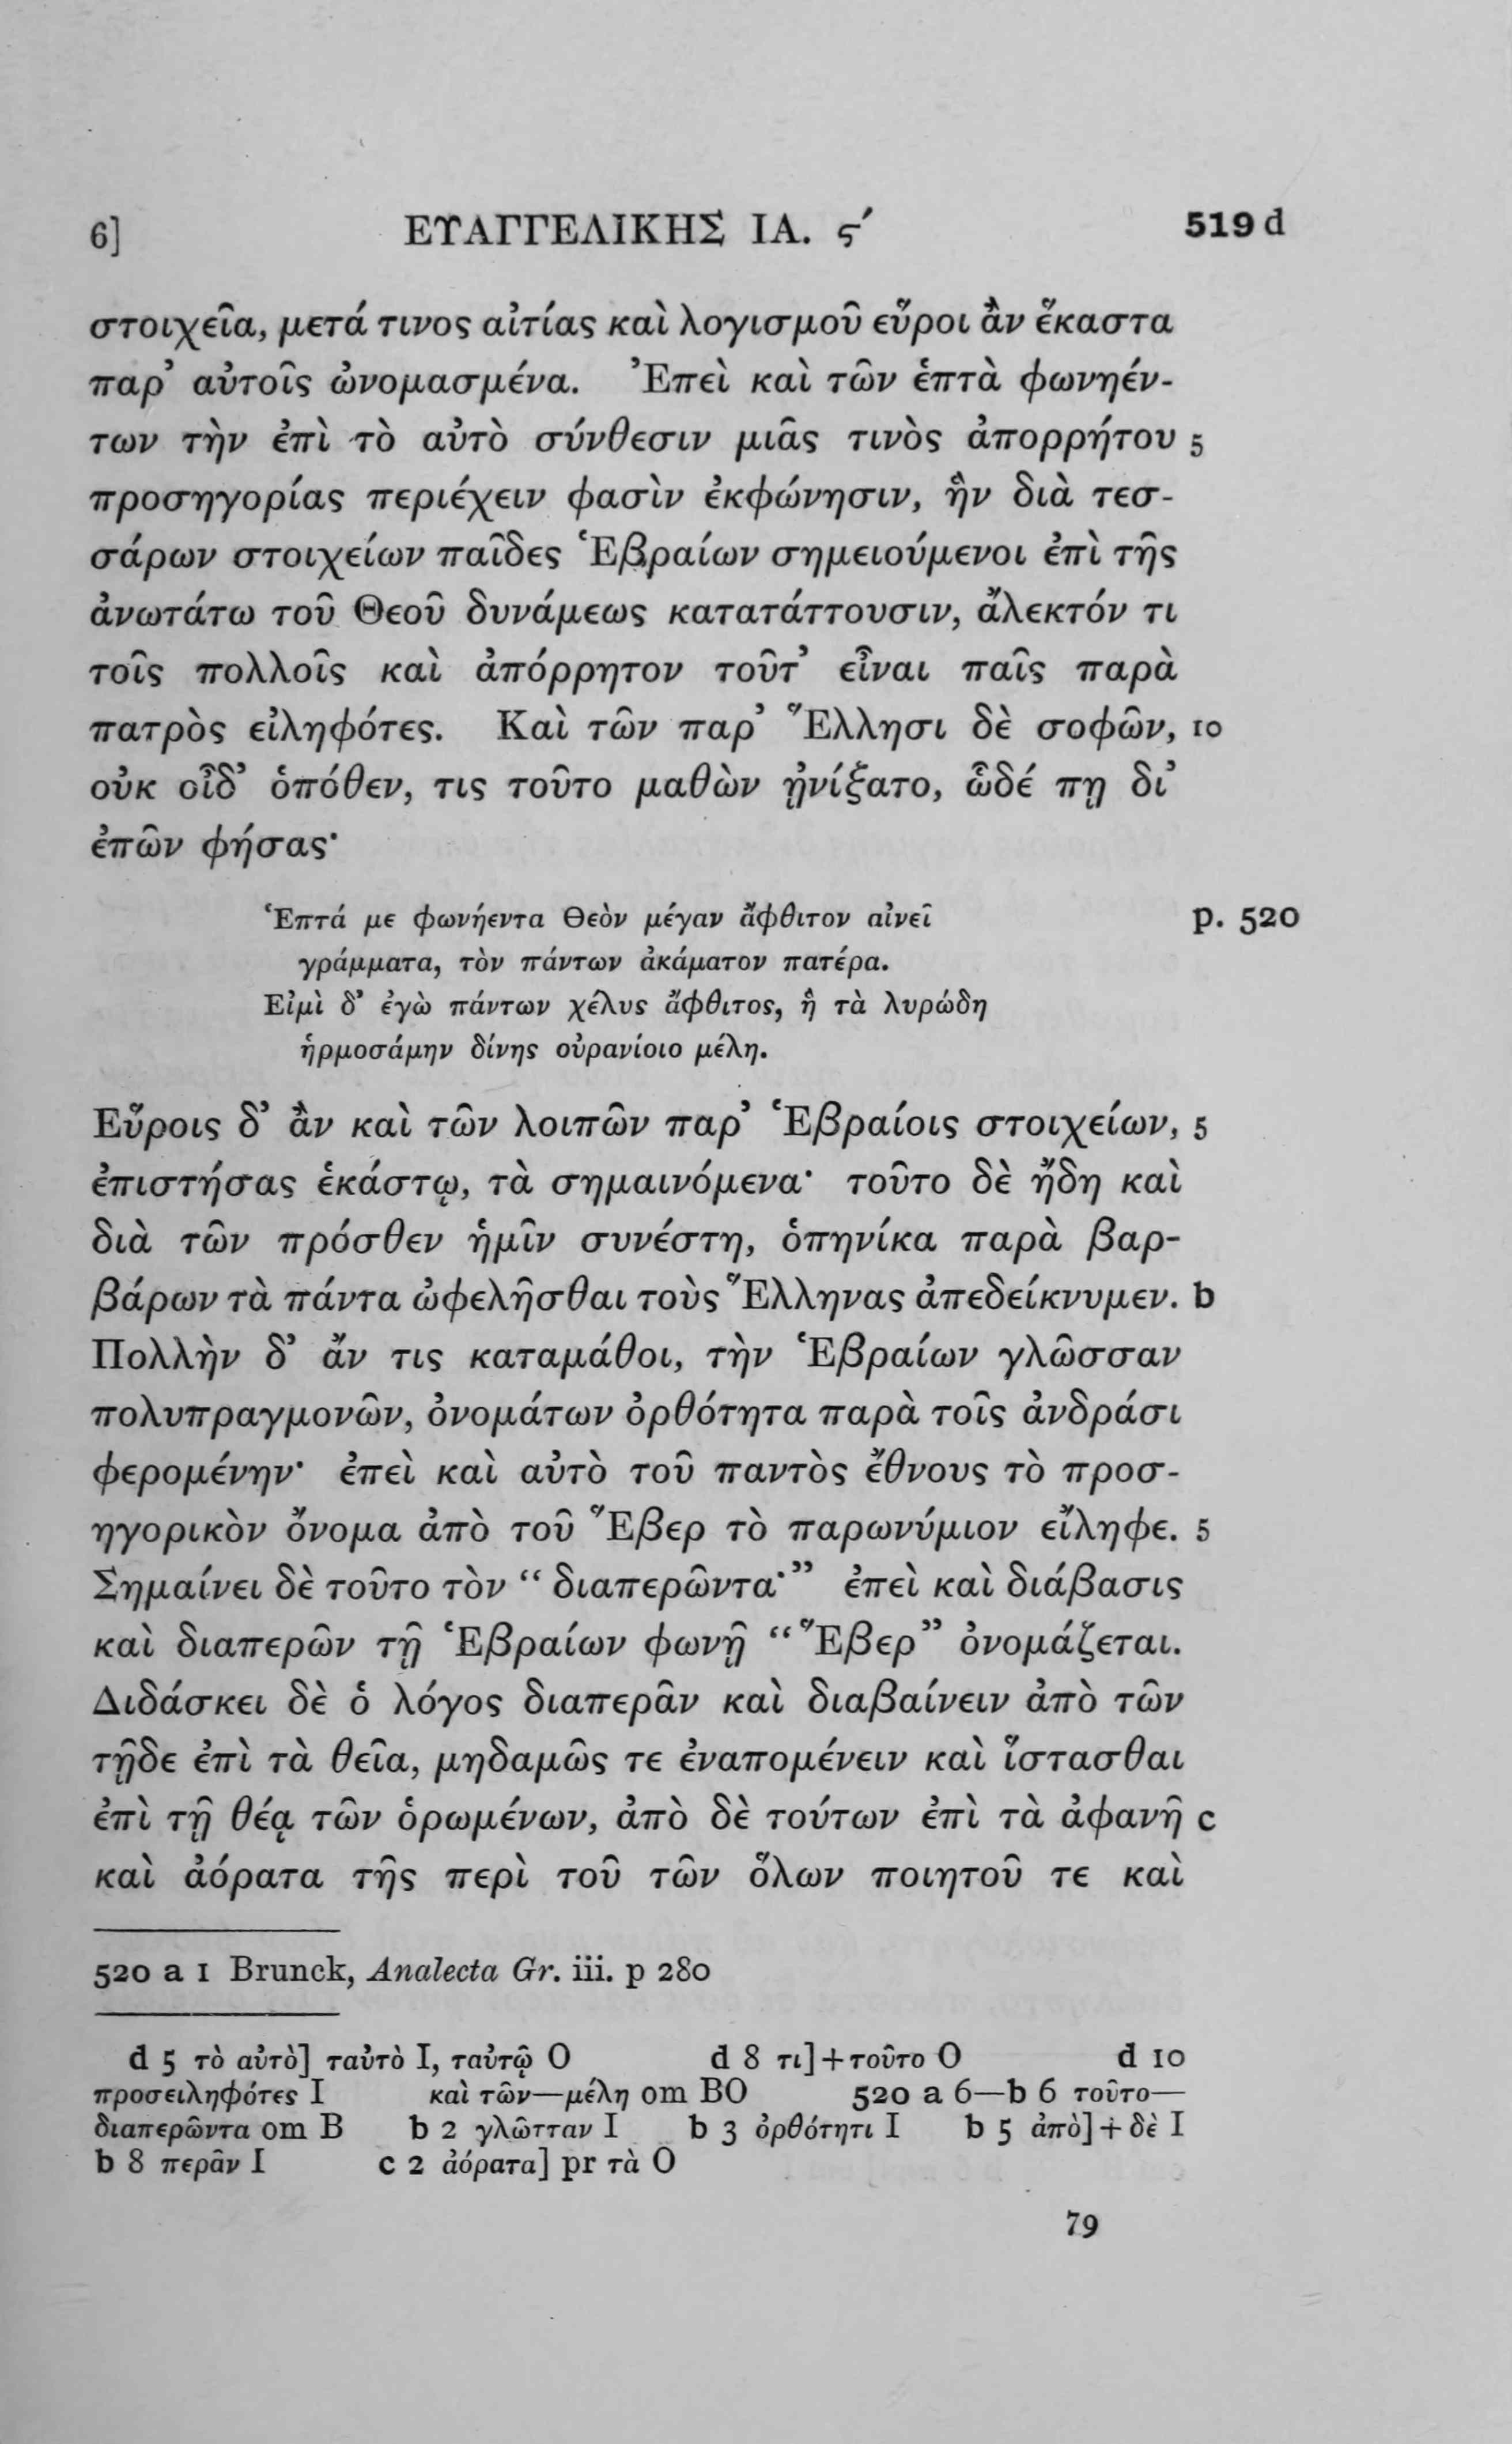 6] ΕΥΑΓΓΕΛΙΚΗΣ ΙΑ. ϛʹ 519 d
στοιχεῖα, μετά τινος αἰτίας καὶ λογισμοῦ εὕροι ἂν ἕκαστα
παρ’ αὐτοῖς ὠνομασμένα. Ἐπεὶ καὶ τῶν ἑπτὰ φωνηέν-
των τὴν ἐπὶ τὸ αὐτὸ σύνθεσιν μιᾶς τινὸς ἀπορρήτου 5
προσηγορίας περιέχειν φασὶν ἐκφώνησιν, ἣν διὰ τεσ-
σάρων στοιχείων παῖδες Ἑβραίων σημειούμενοι ἐπὶ τῆς
ἀνωτάτω τοῦ Θεοῦ δυνάμεως κατατάττουσιν, ἄλεκτόν τι
τοῖς πολλοῖς καὶ ἀπόρρητον τοῦτ’ εἶναι παῖς παρὰ
πατρὸς εἰληφότες. Καὶ τῶν παρ’ Ἕλλησι δὲ σοφῶν, 10
οὐκ οἶδ’ ὁπόθεν, τις τοῦτο μαθὼν ᾐνίξατο, ὧδέ πη δι’
ἐπῶν φήσας·
Ἑπτά με φωνήεντα Θεὸν μέγαν ἄφθιτον αἰνεῖ p. 520
γράμματα, τὸν πάντων ἀκάματον πατέρα.
Εἰμὶ δ’ ἐγὼ πάντων χέλυς ἄφθιτος, ἣ τὰ λυρώδη
ἡρμοσάμην δίνης οὐρανίοιο μέλη.
Εὕροις δ’ ἂν καὶ τῶν λοιπῶν παρ’ Ἑβραίοις στοιχείων, 5
ἐπιστήσας ἑκάστῳ, τὰ σημαινόμενα· τοῦτο δὲ ἤδη καὶ
διὰ τῶν πρόσθεν ἡμῖν συνέστη, ὁπηνίκα παρὰ βαρ-
βάρων τὰ πάντα ὠφελῆσθαι τοὺς Ἕλληνας ἀπεδείκνυμεν. b
Πολλὴν δ’ ἄν τις καταμάθοι, τὴν Ἑβραίων γλῶσσαν
πολυπραγμονῶν, ὀνομάτων ὀρθότητα παρὰ τοῖς ἀνδράσι
φερομένην· ἐπεὶ καὶ αὐτὸ τοῦ παντὸς ἔθνους τὸ προσ-
ηγορικὸν ὄνομα ἀπὸ τοῦ Ἕβερ τὸ παρωνύμιον εἴληφε. 5
Σημαίνει δὲ τοῦτο τὸν “ διαπερῶντα·” ἐπεὶ καὶ διάβασις
καὶ διαπερῶν τῇ Ἑβραίων φωνῇ “Ἕβερ” ὀνομάζεται.
Διδάσκει δὲ ὁ λόγος διαπερᾶν καὶ διαβαίνειν ἀπὸ τῶν
τῇδε ἐπὶ τὰ θεῖα, μηδαμῶς τε ἐναπομένειν καὶ ἵστασθαι
ἐπὶ τῇ θέᾳ τῶν ὁρωμένων, ἀπὸ δὲ τούτων ἐπὶ τὰ ἀφανῆ c
καὶ ἀόρατα τῆς περὶ τοῦ τῶν ὅλων ποιητοῦ τε καὶ
520 a 1 Brunck, Analecta Gr. iii. p 280
d 5 τὸ αὐτὸ] ταὐτὸ I, ταὐτῷ O d 8 τι]+τοῦτο O d 10
προσειληφότες I καὶ τῶν—μέλη om BO 520 a 6—b 6 τοῦτο—
διαπερῶντα om B b 2 γλῶτταν I b 3 ὀρθότητι I b 5 ἀπὸ]+δὲ I
b 8 περᾶν I c 2 ἀόρατα] pr τὰ O
79